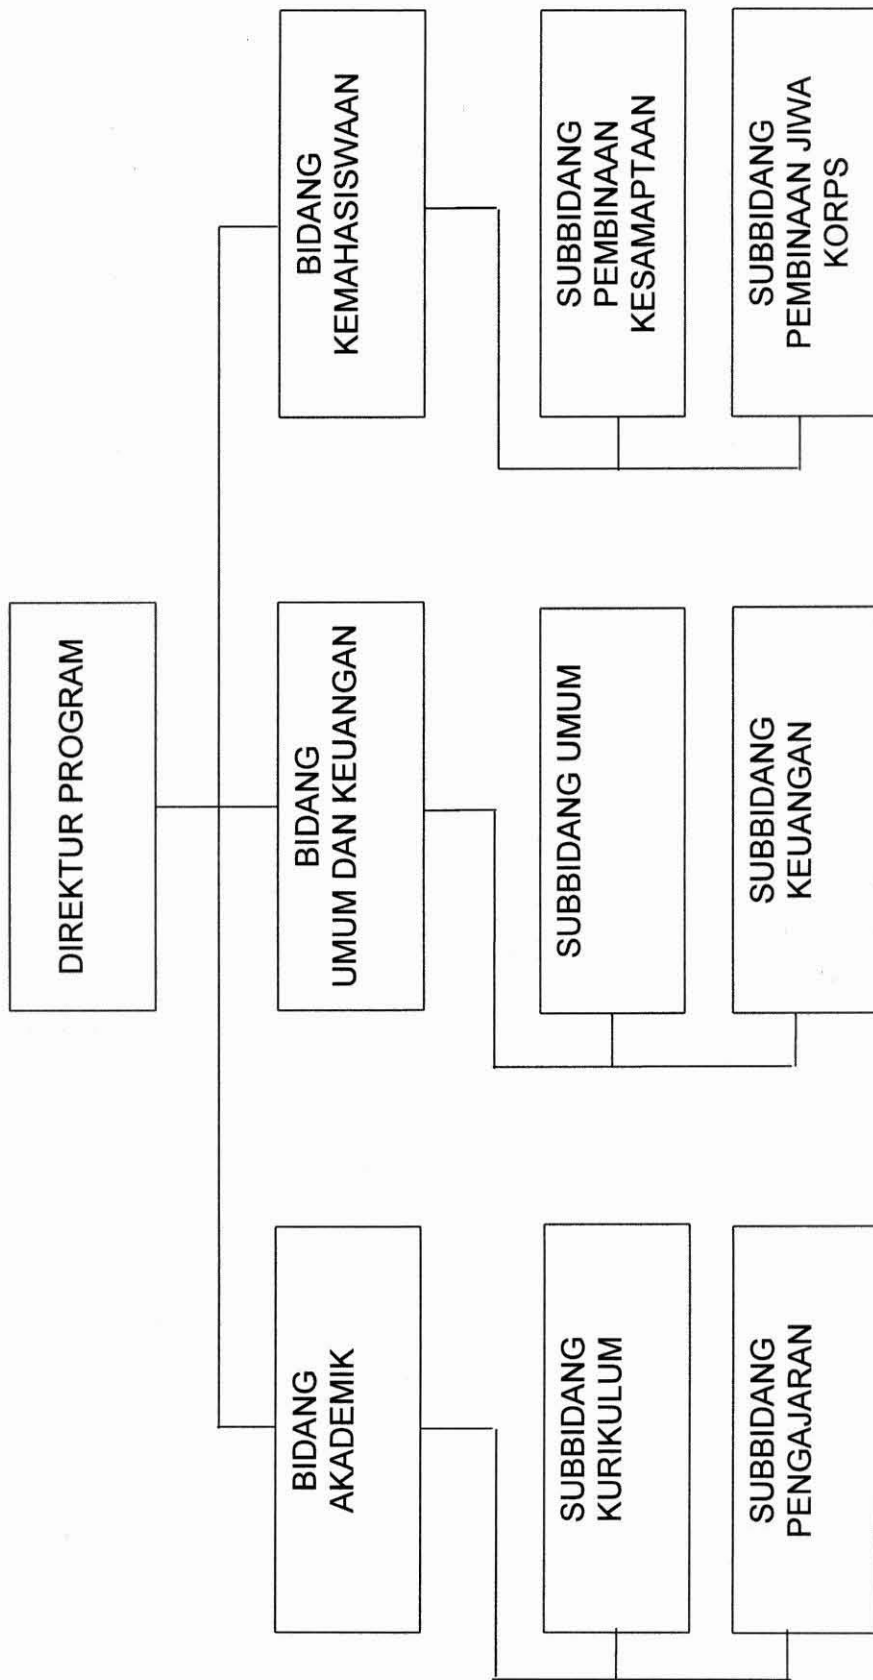 DIREKTUR PROGRAM
BIDANG
AKADEMIK
BIDANG
UMUM DAN KEUANGAN
BIDANG
KEMAHASISWAAN
SUBBIDANG
KURIKULUM
SUBBIDANG UMUM
SUBBIDANG
PEMBINAAN
KESAMAPTAAN
SUBBIDANG
PENGAJARAN
SUBBIDANG
KEUANGAN
SUBBIDANG
PEMBINAAN JIWA
KORPS